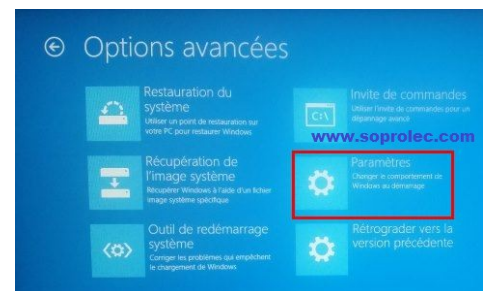 Options avancées
Restauration du
système
Utiliser un point de restauration sur
votre PC pour restaurer Windows
Récupération de
l'image système
Récupérer Windows à l'aide d'un fichier
image système spécifique
Outil de redémarrage
système
Corriger les problèmes qui empêchent
le chargement de Windows
Invite de commandes
Utiliser l'invite de commandes pour un
dépannage avancé
C:\
www.soprolec.com
Paramètres
Changer le comportement de
Windows au démarrage
Rétrograder vers la
version précédente